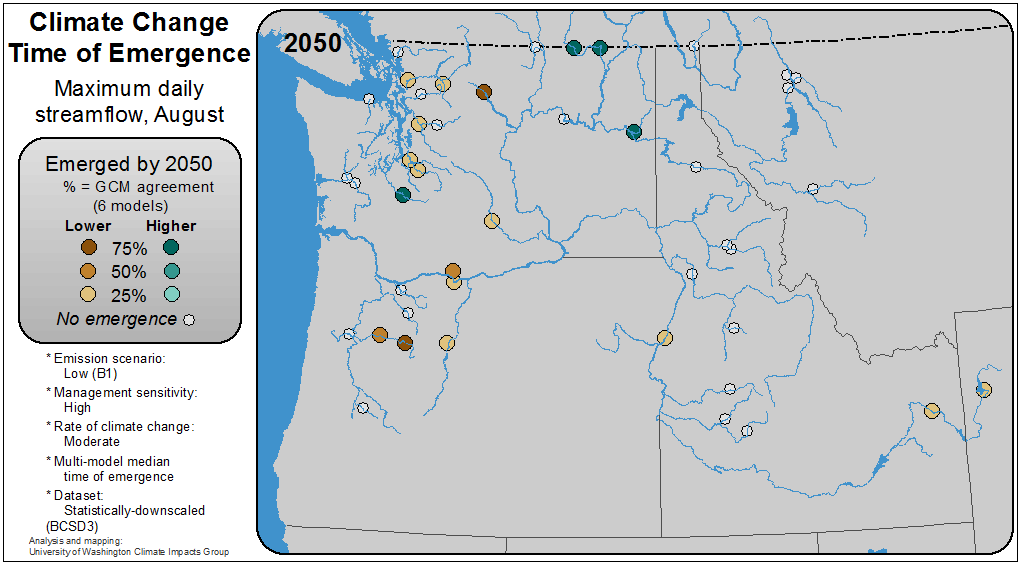 Climate Change
Time of Emergence
Maximum daily
streamflow, August
Emerged by 2050
% = GCM agreement
(6 models)
Lower Higher
75%
50%
25%
No emergence
* Emission scenario:
Low (B1)
* Management sensitivity:
High
* Rate of climate change:
Moderate
* Multi-model median
time of emergence
* Dataset:
Statistically-downscaled
(BCSD3)
Analysis and mapping:
University of Washington Climate Impacts Group
2050